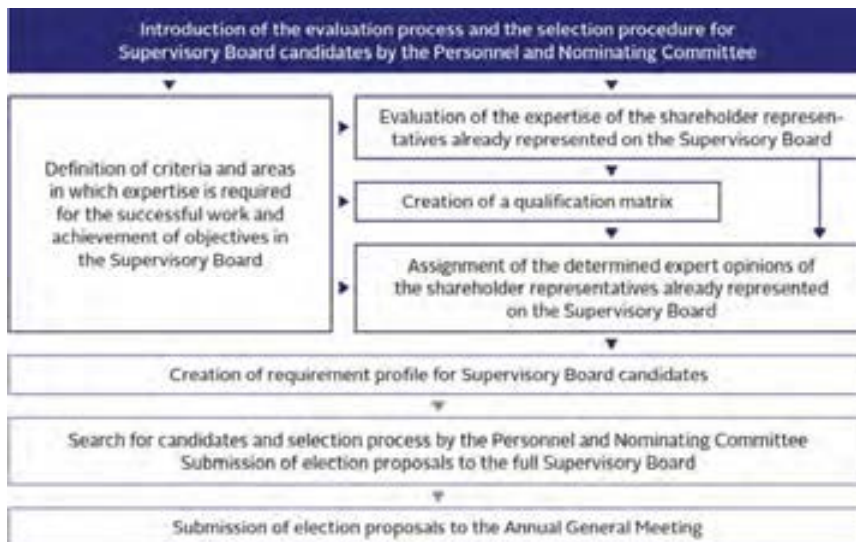 Introduction of the evaluation process and the selection procedure for
Supervisory Board candidates by the Personnel and Nominating Committee
Definition of criteria and areas
in which expertise is required
for the successful work and
achievement of objectives in
the Supervisory Board
Evaluation of the expertise of the shareholder represen-
tatives already represented on the Supervisory Board
Creation of a qualification matrix
Assignment of the determined expert opinions of
the shareholder representatives already represented
on the Supervisory Board
Creation of requirement profile for Supervisory Board candidates
Search for candidates and selection process by the Personnel and Nominating Committee
Submission of election proposals to the full Supervisory Board
Submission of election proposals to the Annual General Meeting